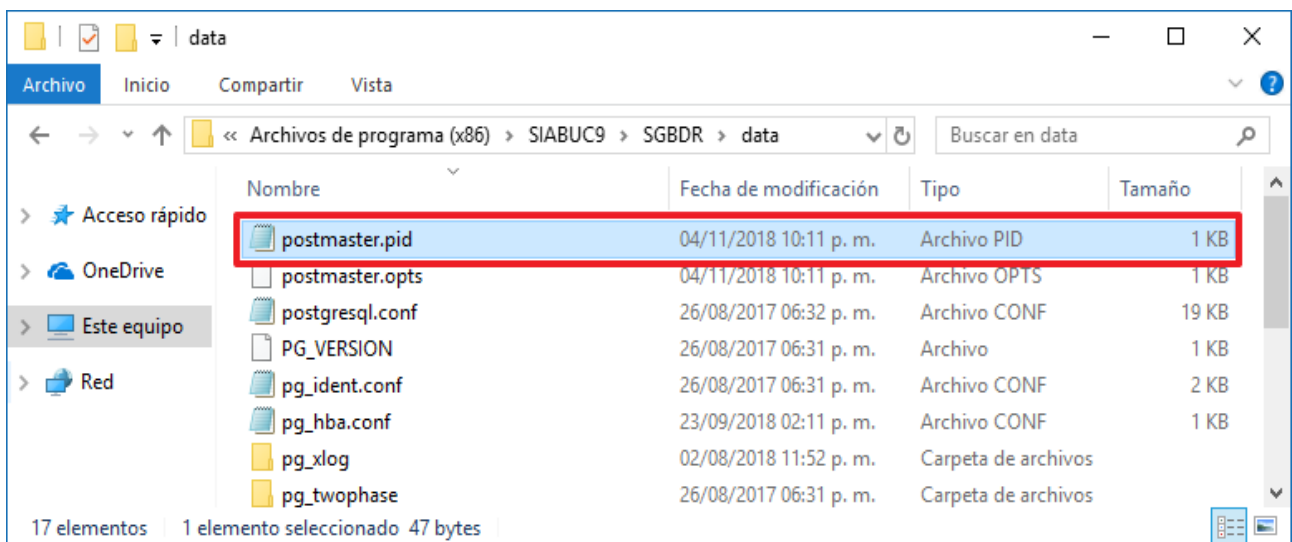 data
Archivo Inicio Compartir Vista
« Archivos de programa (x86) > SIABUC9 > SGBDR > data Buscar en data
Nombre Fecha de modificación Tipo Tamaño
Acceso rápido
postmaster.pid 04/11/2018 10:11 p. m. Archivo PID 1 KB
OneDrive
postmaster.opts 04/11/2018 10:11 p. m. Archivo OPTS 1 KB
Este equipo
postgresql.conf 26/08/2017 06:32 p. m. Archivo CONF 19 KB
PG_VERSION 26/08/2017 06:31 p. m. Archivo 1 KB
Red
pg_ident.conf 26/08/2017 06:31 p. m. Archivo CONF 2 KB
pg_hba.conf 23/09/2018 02:11 p. m. Archivo CONF 1 KB
pg_xlog 02/08/2018 11:52 p. m. Carpeta de archivos
pg_twophase 26/08/2017 06:31 p. m. Carpeta de archivos
17 elementos 1 elemento seleccionado 47 bytes